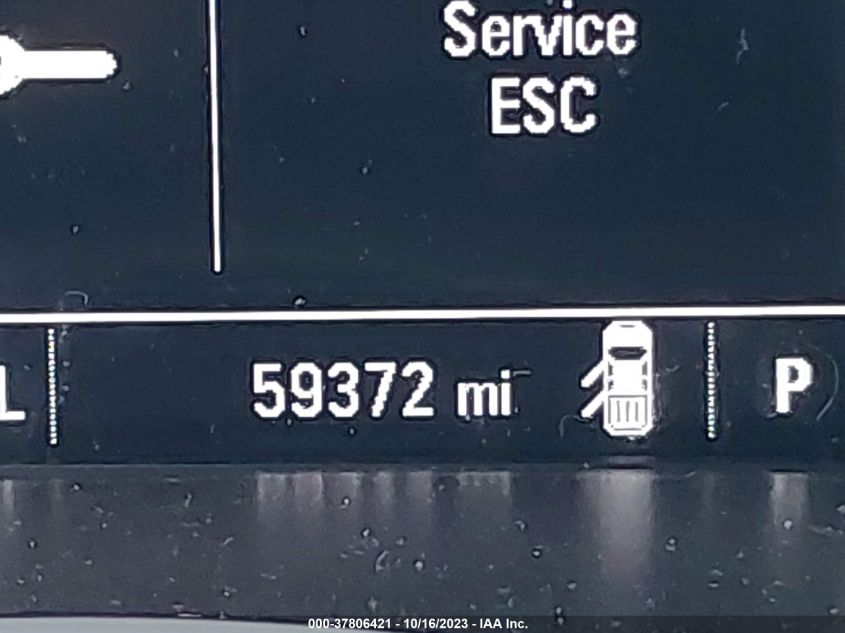 Service
ESC
L 59372 mi P
000-37806421 - 10/16/2023 - IAA Inc.